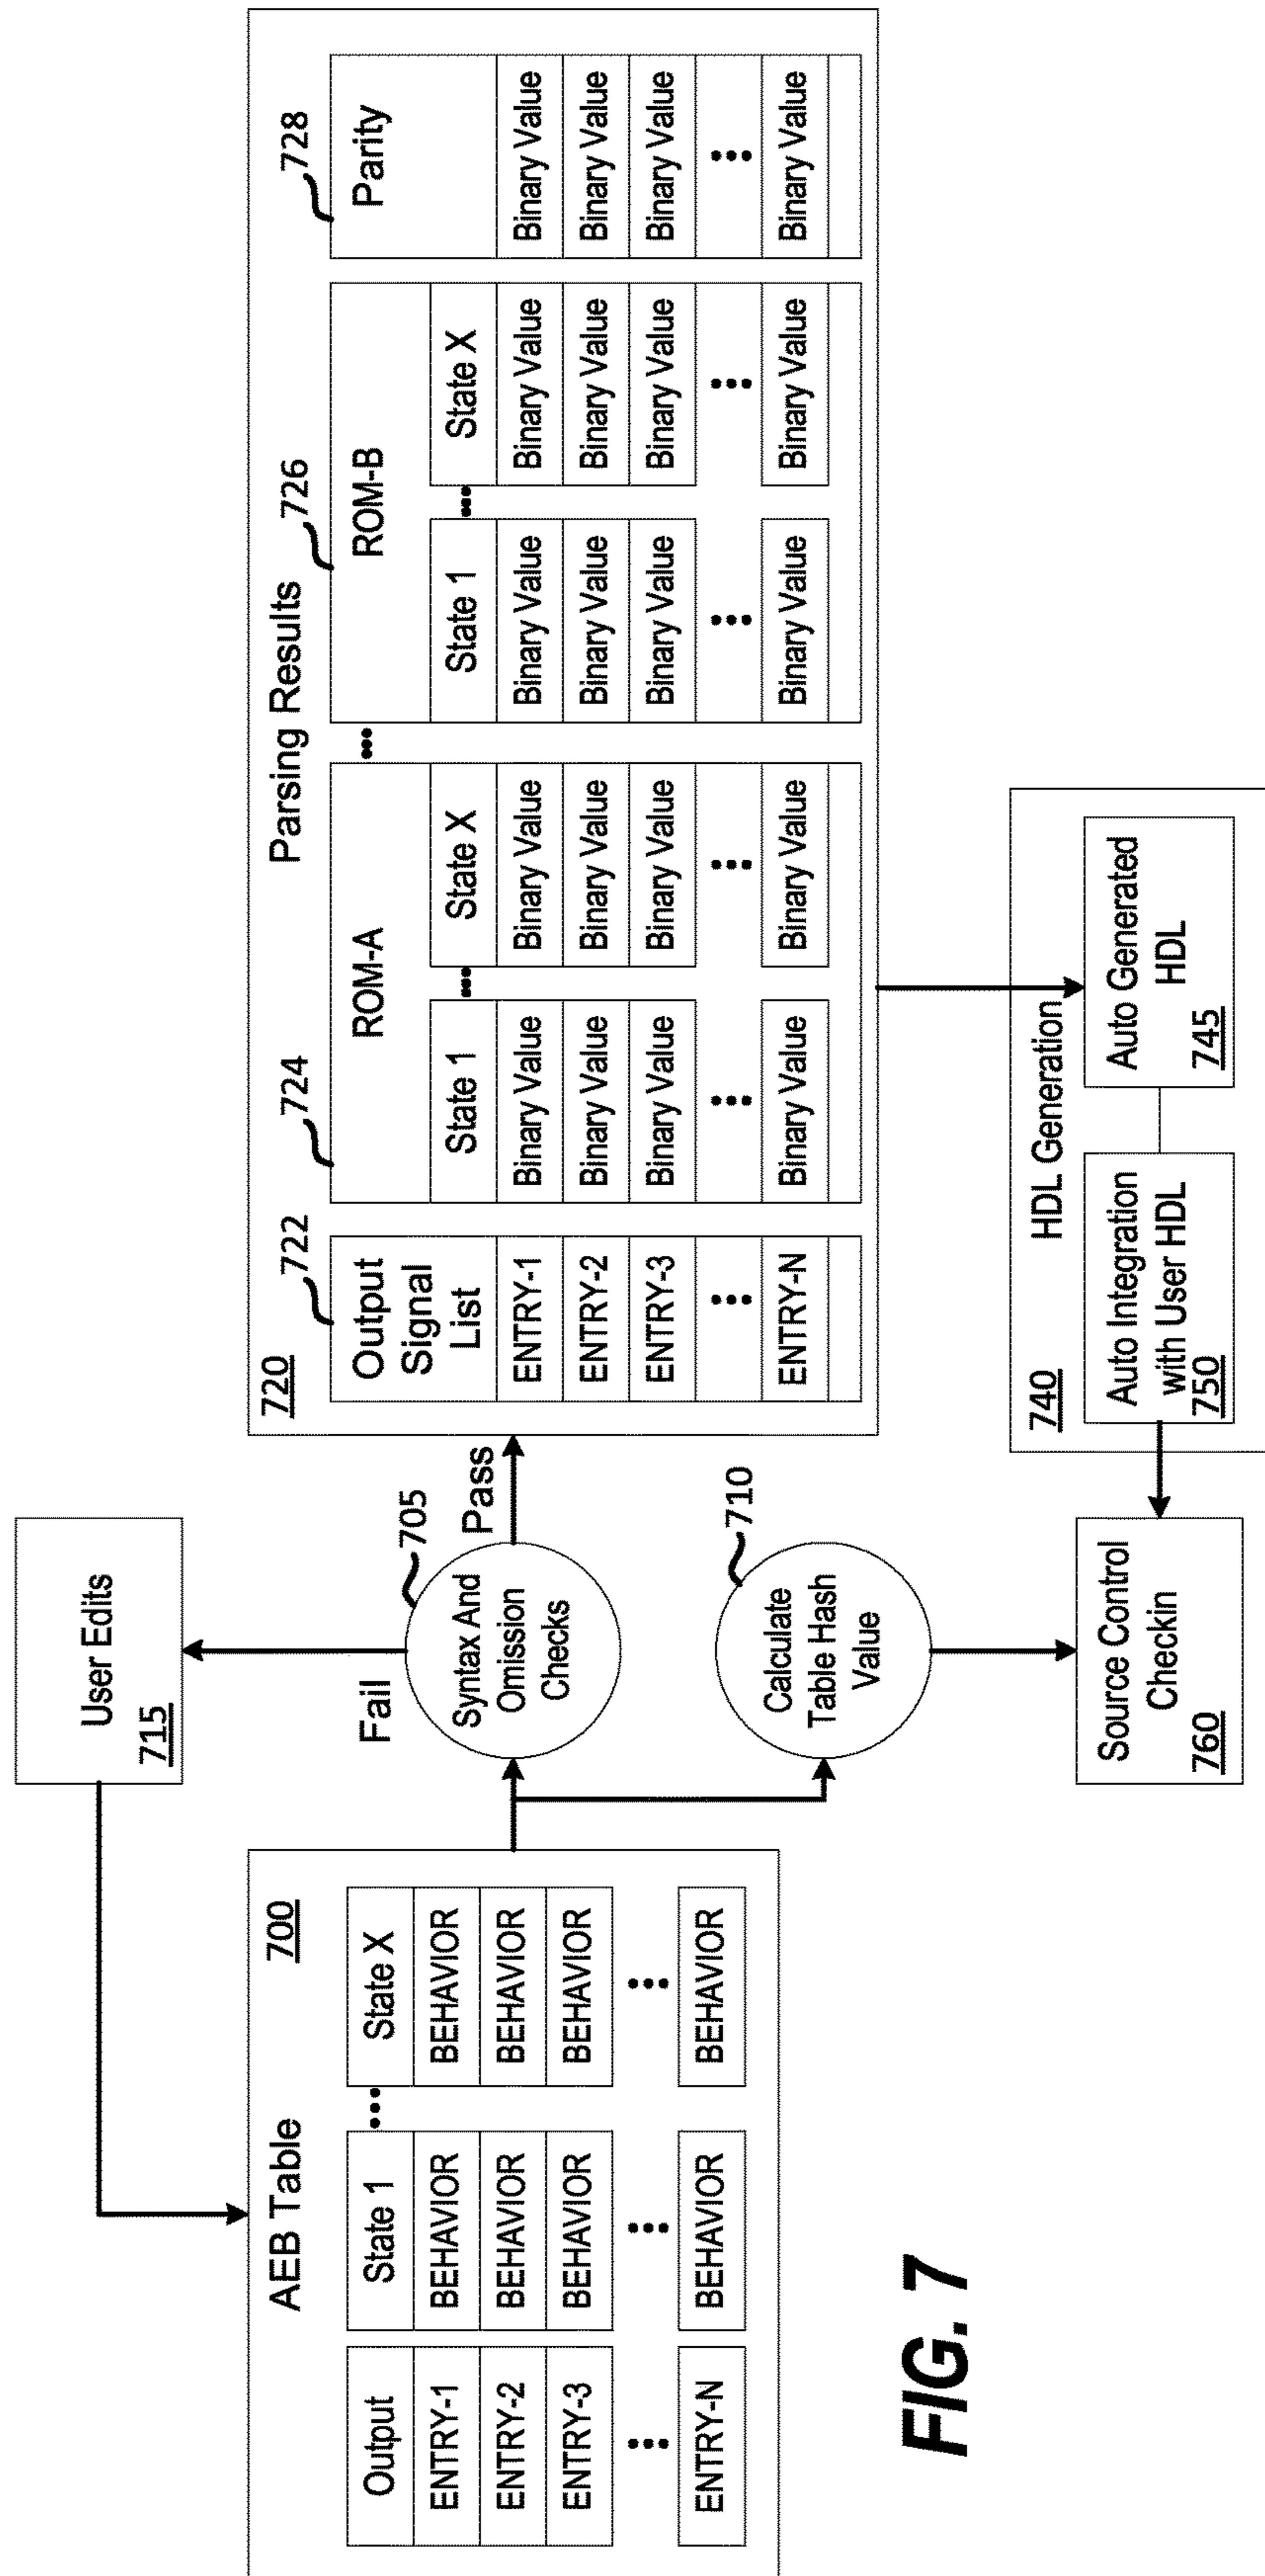 User Edits
715
Fail
AEB Table
700
Output
State 1
•••
State X
ENTRY-1
BEHAVIOR
BEHAVIOR
ENTRY-2
BEHAVIOR
BEHAVIOR
ENTRY-3
BEHAVIOR
BEHAVIOR
•••
•••
•••
ENTRY-N
BEHAVIOR
BEHAVIOR
705
Syntax And
Omission
Checks
Pass
710
Calculate
Table Hash
Value
Source Control
Checkin
760
Parsing Results
720
722
724
726
728
Output
Signal
List
ROM-A
•••
ROM-B
Parity
State 1
•••
State X
State 1
•••
State X
ENTRY-1
Binary Value
Binary Value
Binary Value
Binary Value
Binary Value
ENTRY-2
Binary Value
Binary Value
Binary Value
Binary Value
Binary Value
ENTRY-3
Binary Value
Binary Value
Binary Value
Binary Value
Binary Value
•••
•••
•••
•••
•••
•••
ENTRY-N
Binary Value
Binary Value
Binary Value
Binary Value
Binary Value
740
HDL Generation
Auto Integration
with User HDL
750
Auto Generated
HDL
745
FIG. 7